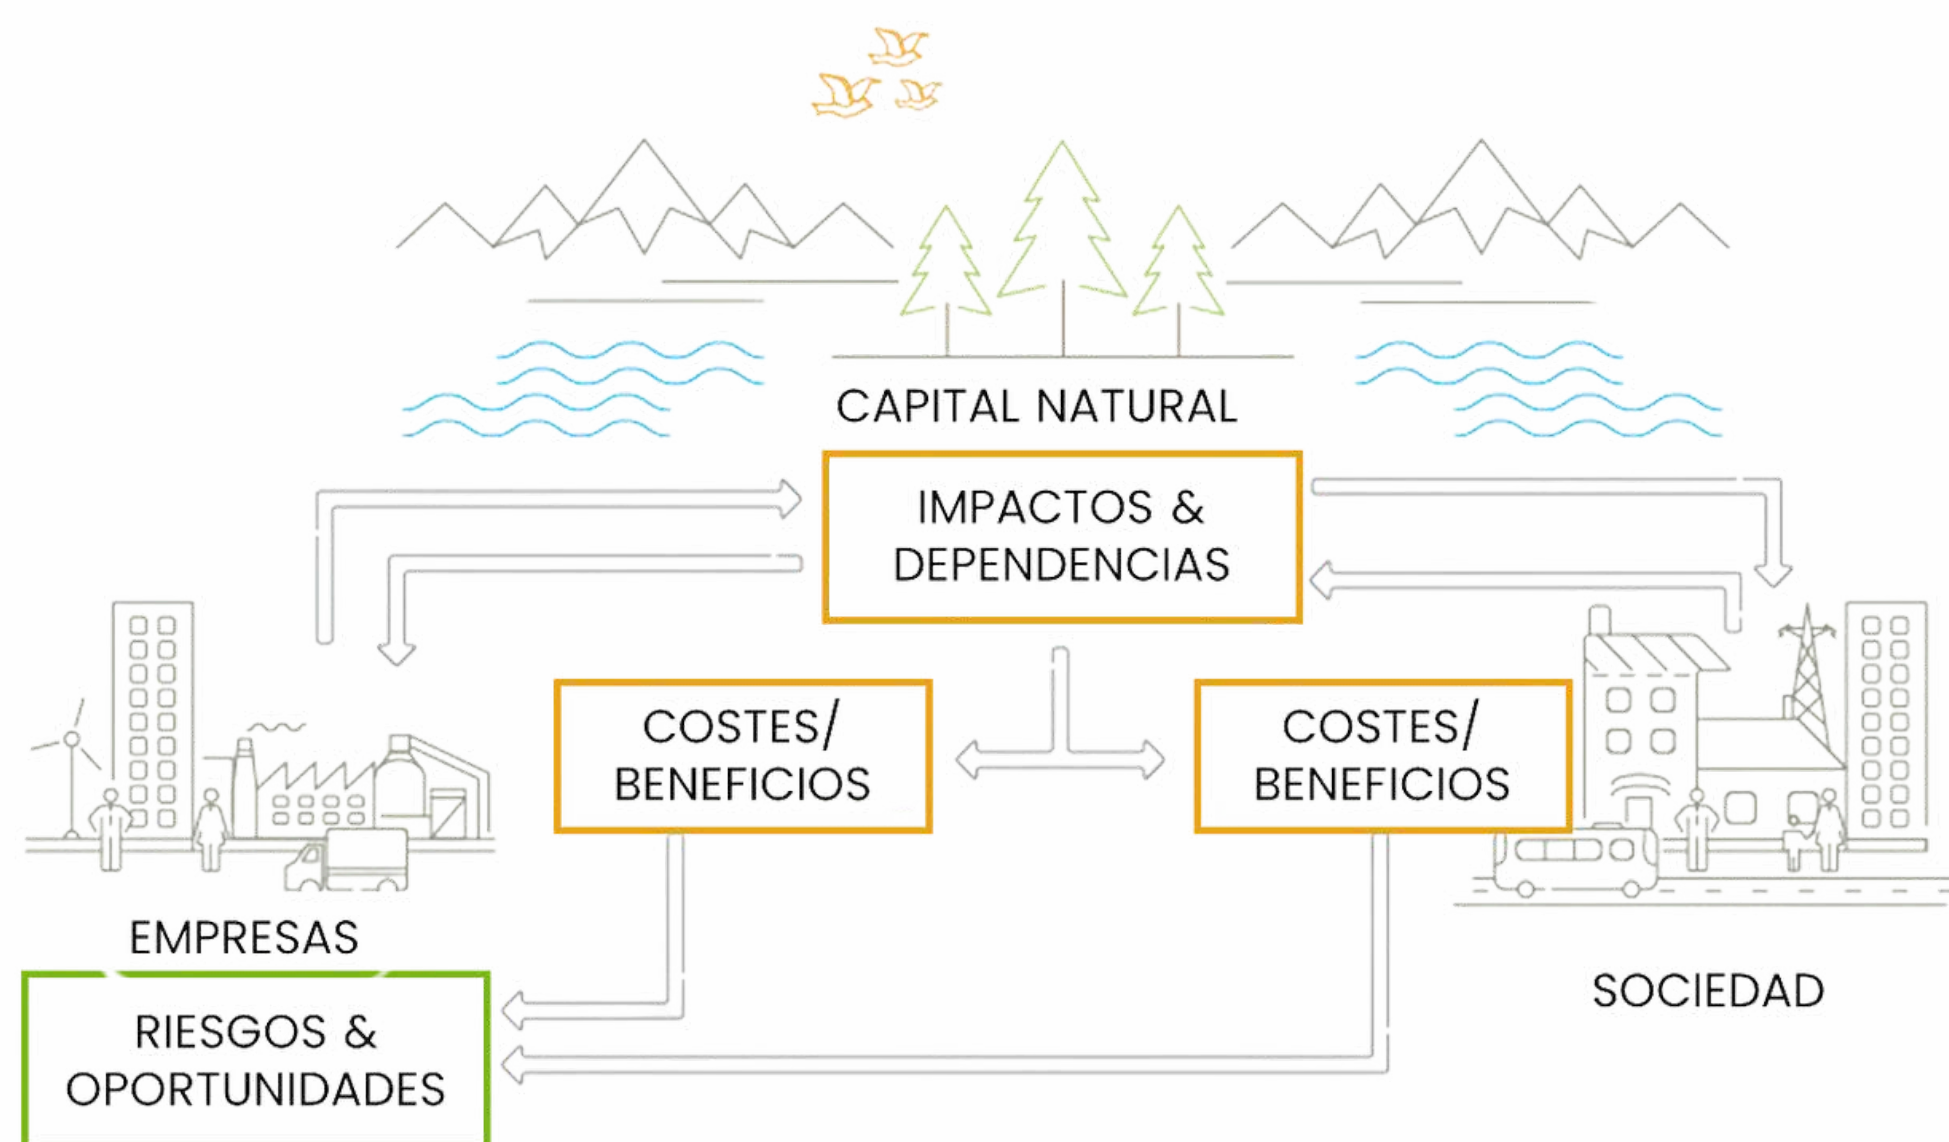 CAPITAL NATURAL
IMPACTOS &
DEPENDENCIAS
COSTES/
BENEFICIOS
COSTES/
BENEFICIOS
EMPRESAS
RIESGOS &
OPORTUNIDADES
SOCIEDAD